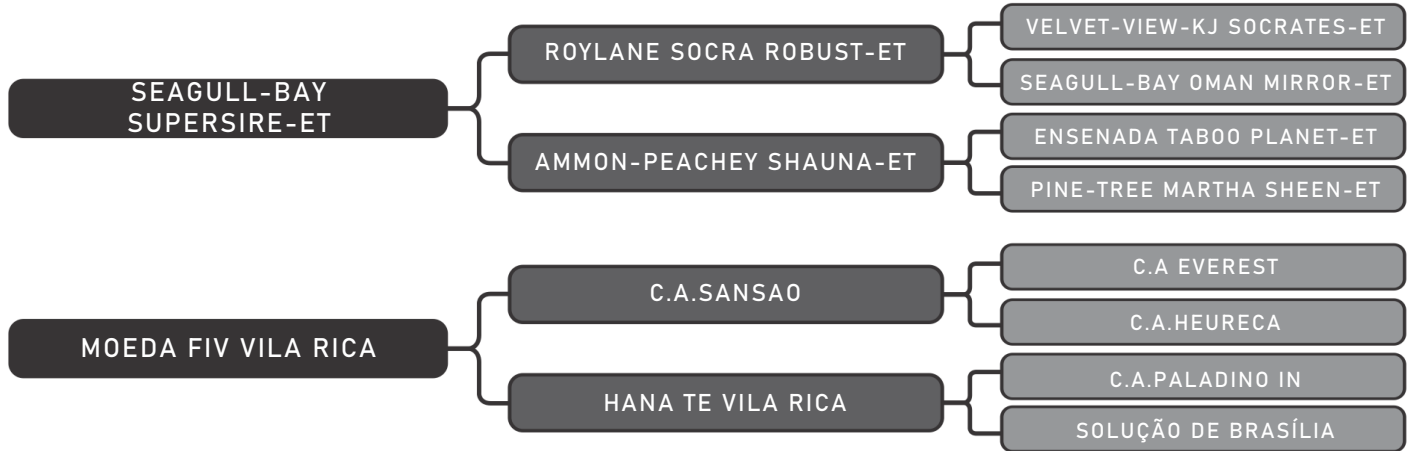 SEAGULL-BAY
SUPERSIRE-ET
ROYLANE SOCRA ROBUST-ET
VELVET-VIEW-KJ SOCRATES-ET
SEAGULL-BAY OMAN MIRROR-ET
AMMON-PEACHEY SHAUNA-ET
ENSENADA TABOO PLANET-ET
PINE-TREE MARTHA SHEEN-ET
MOEDA FIV VILA RICA
C.A.SANSAO
C.A EVEREST
C.A.HEURECA
HANA TE VILA RICA
C.A.PALADINO IN
SOLUÇÃO DE BRASÍLIA